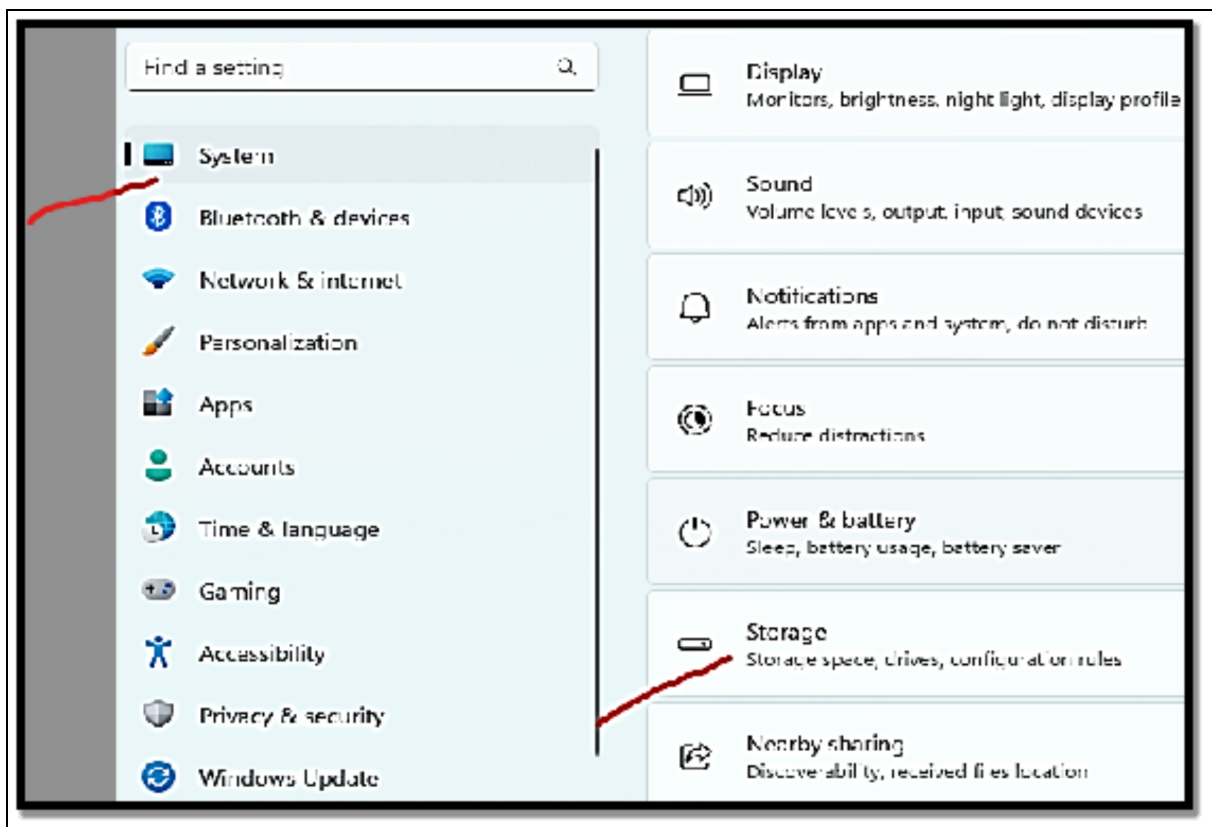 Find a setting
System
Bluetooth & devices
Network & internet
Personalization
Apps
Accounts
Time & language
Gaming
Accessibility
Privacy & security
Windows Update
Display
Monitors, brightness, night light, display profile
Sound
Volume levels, output, input, sound devices
Notifications
Alerts from apps and system, do not disturb
Focus
Reduce distractions
Power & battery
Sleep, battery usage, battery saver
Storage
Storage space, drives, configuration rules
Nearby sharing
Discoverability, received files location